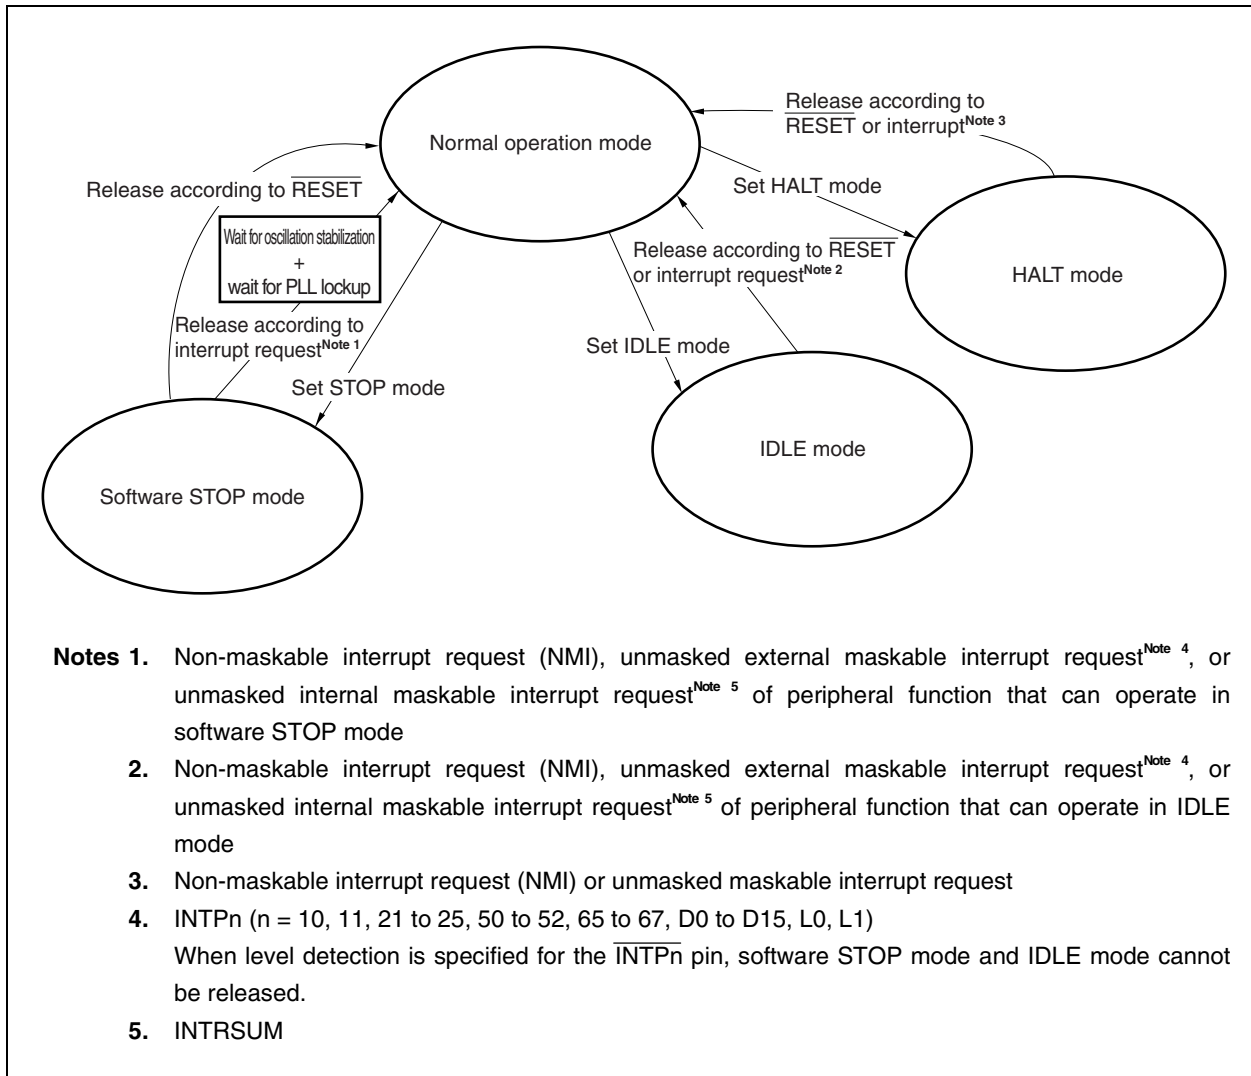 Normal operation mode
Release according to
RESET or interrupt Note 3
Release according to RESET
Set HALT mode
Wait for oscillation stabilization
+
wait for PLL lockup
Release according to RESET
or interrupt request Note 2
HALT mode
Release according to
interrupt request Note 1
Set IDLE mode
Set STOP mode
IDLE mode
Software STOP mode
Notes 1. Non-maskable interrupt request (NMI), unmasked external maskable interrupt request Note 4, or
unmasked internal maskable interrupt request Note 5 of peripheral function that can operate in
software STOP mode
2. Non-maskable interrupt request (NMI), unmasked external maskable interrupt request Note 4, or
unmasked internal maskable interrupt request Note 5 of peripheral function that can operate in IDLE
mode
3. Non-maskable interrupt request (NMI) or unmasked maskable interrupt request
4. INTPn (n = 10, 11, 21 to 25, 50 to 52, 65 to 67, D0 to D15, L0, L1)
When level detection is specified for the INTPn pin, software STOP mode and IDLE mode cannot
be released.
5. INTRSUM